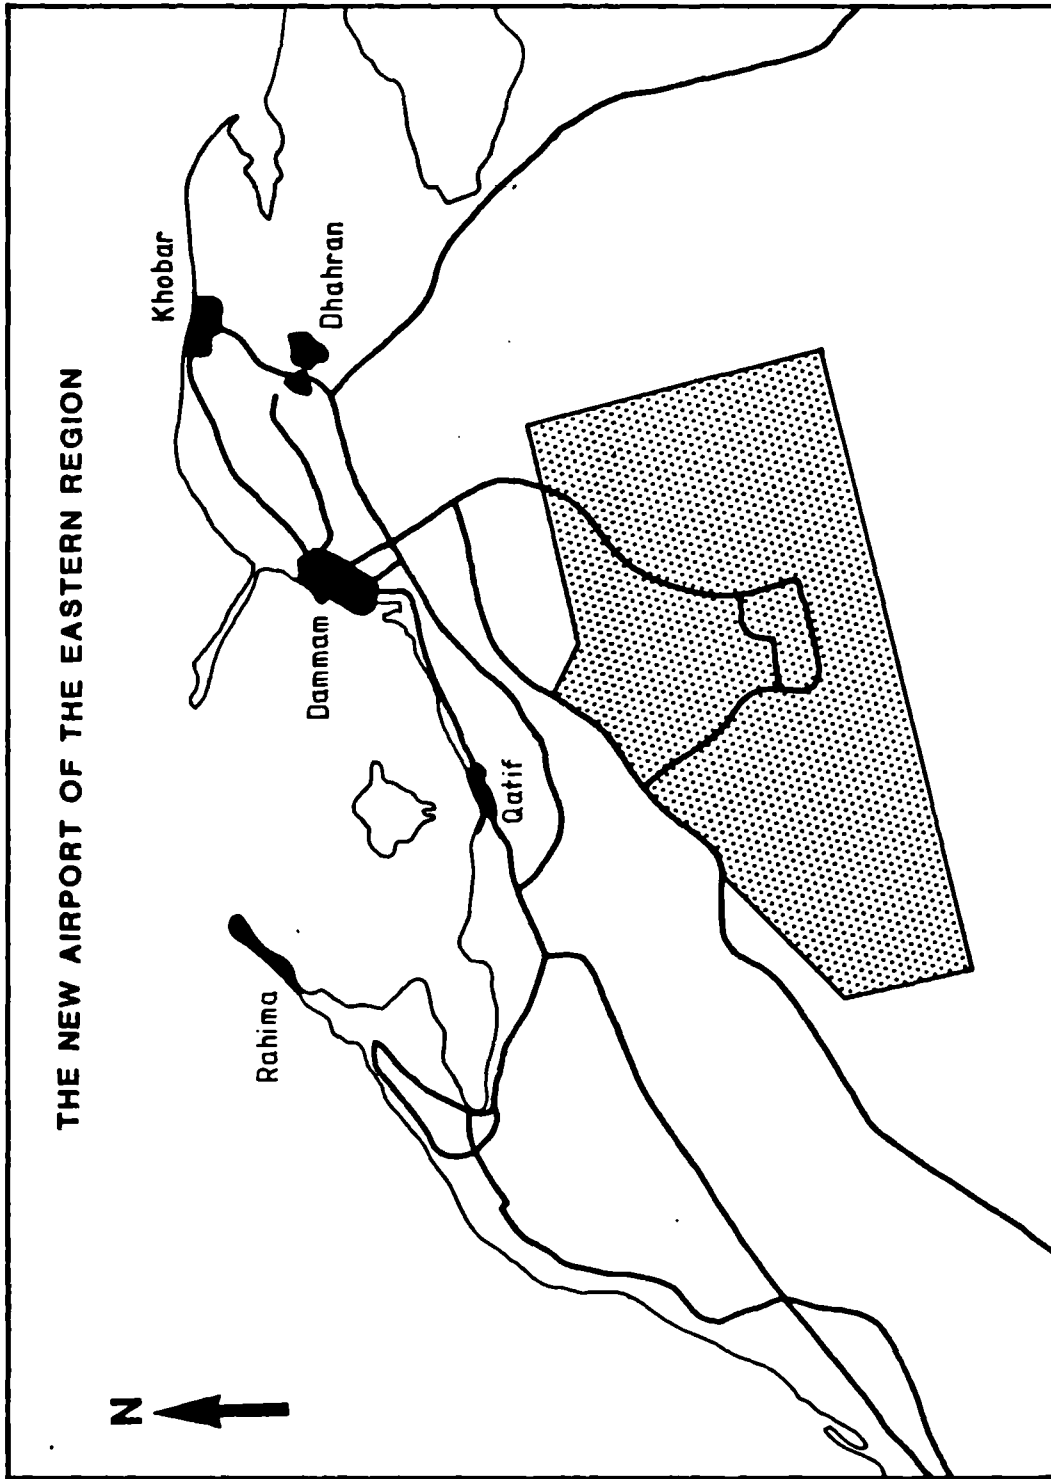 THE NEW AIRPORT OF THE EASTERN REGION
N
Rahima
Khobar
Dammam
Dhahran
Qatif